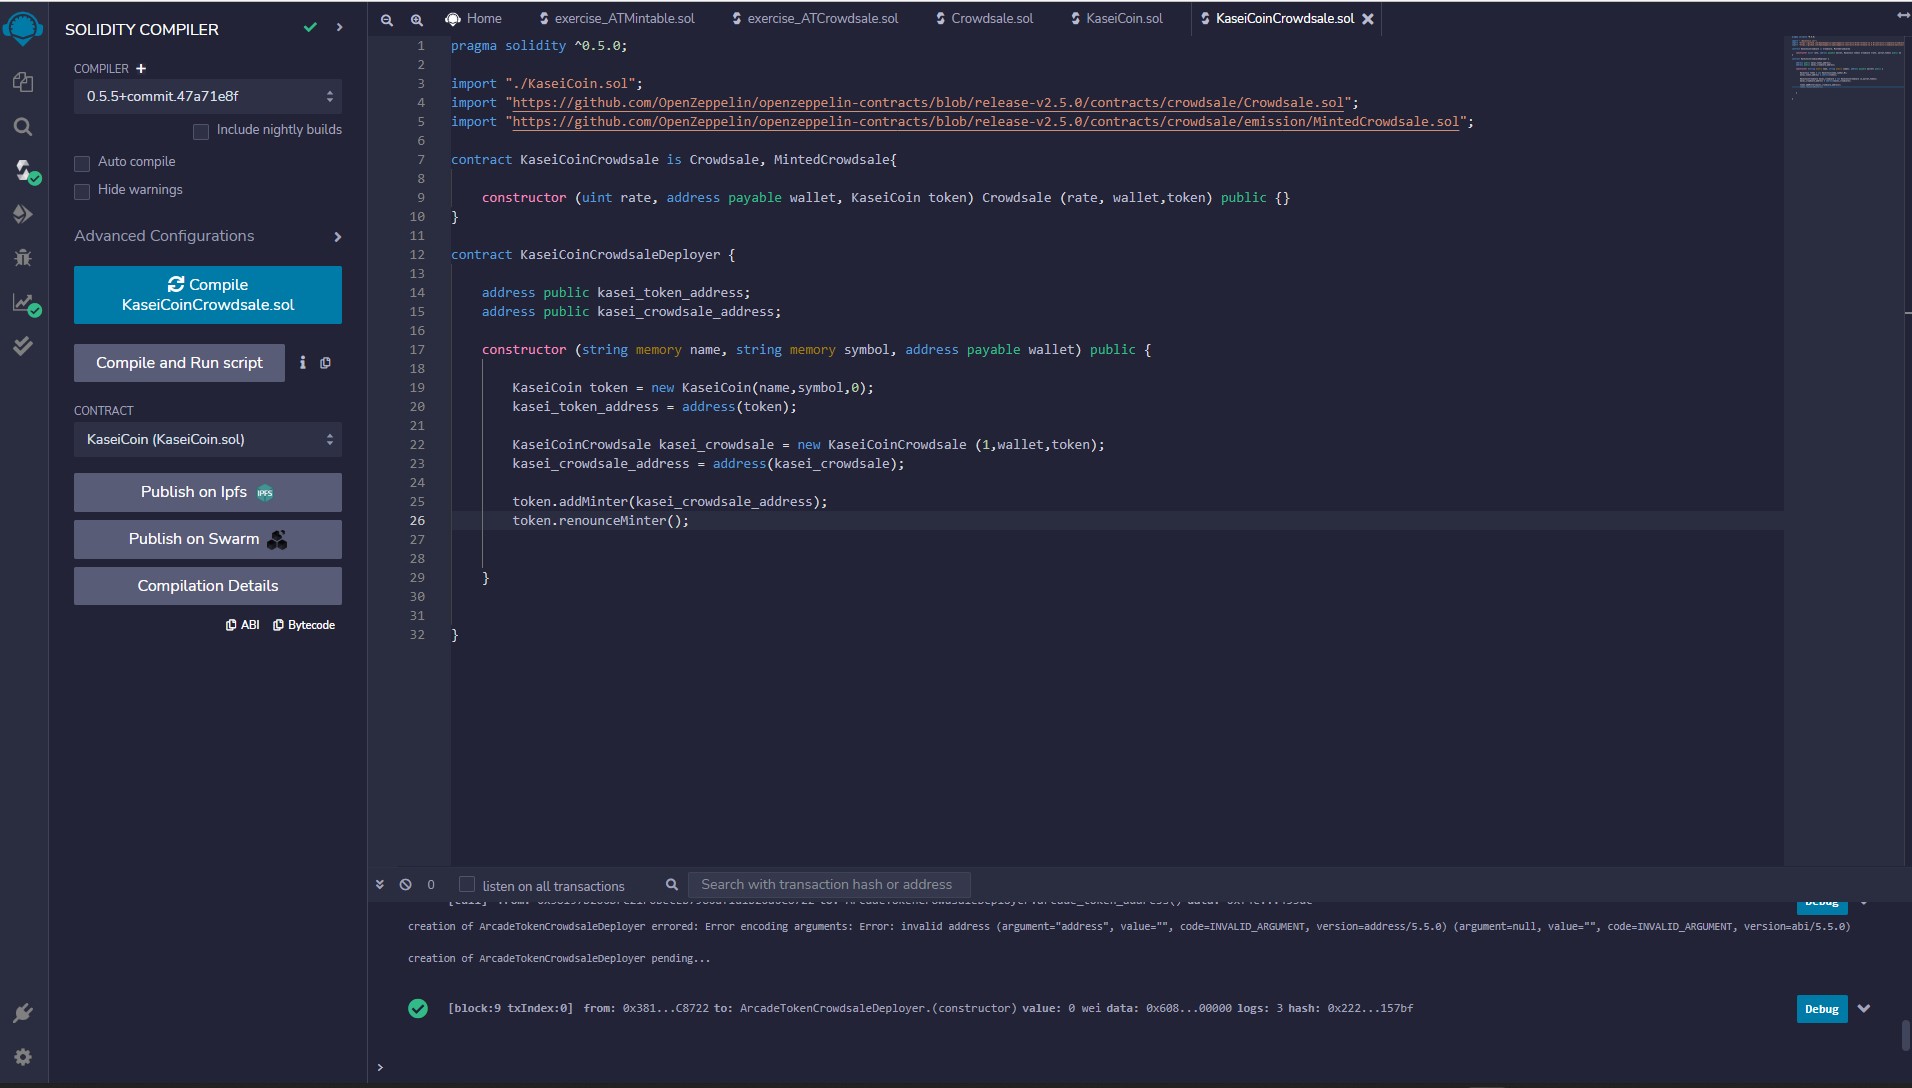 SOLIDITY COMPILER
COMPILER +
0.5.5+commit.47a71e8f
Include nightly builds
Auto compile
Hide warnings
Advanced Configurations
Compile
KaseiCoinCrowdsale.sol
Compile and Run script
CONTRACT
KaseiCoin (KaseiCoin.sol)
Publish on Ipfs IPFS
Publish on Swarm
Compilation Details
ABI Bytecode
Home exercise_ATMintable.sol exercise_ATCrowdsale.sol Crowdsale.sol KaseiCoin.sol KaseiCoinCrowdsale.sol
1 pragma solidity ^0.5.0;
2
3 import "./KaseiCoin.sol";
4 import "https://github.com/OpenZeppelin/openzeppelin-contracts/blob/release-v2.5.0/contracts/crowdsale/Crowdsale.sol";
5 import "https://github.com/OpenZeppelin/openzeppelin-contracts/blob/release-v2.5.0/contracts/crowdsale/emission/MintedCrowdsale.sol";
6
7 contract KaseiCoinCrowdsale is Crowdsale, MintedCrowdsale{
8
9 constructor (uint rate, address payable wallet, KaseiCoin token) Crowdsale (rate, wallet,token) public {}
10 }
11
12 contract KaseiCoinCrowdsaleDeployer {
13
14 address public kasei_token_address;
15 address public kasei_crowdsale_address;
16
17 constructor (string memory name, string memory symbol, address payable wallet) public {
18
19 KaseiCoin token = new KaseiCoin(name,symbol,0);
20 kasei_token_address = address(token);
21
22 KaseiCoinCrowdsale kasei_crowdsale = new KaseiCoinCrowdsale (1,wallet,token);
23 kasei_crowdsale_address = address(kasei_crowdsale);
24
25 token.addMinter(kasei_crowdsale_address);
26 token.renounceMinter();
27
28
29 }
30
31
32 }
0 listen on all transactions Search with transaction hash or address
Debug
creation of ArcadeTokenCrowdsaleDeployer errored: Error encoding arguments: Error: invalid address (argument="address", value="", code=INVALID_ARGUMENT, version=address/5.5.0) (argument=null, value="", code=INVALID_ARGUMENT, version=abi/5.5.0)
creation of ArcadeTokenCrowdsaleDeployer pending...
[block:9 txIndex:0] from: 0x381...C8722 to: ArcadeTokenCrowdsaleDeployer.(constructor) value: 0 wei data: 0x608...00000 logs: 3 hash: 0x222...157bf Debug
>